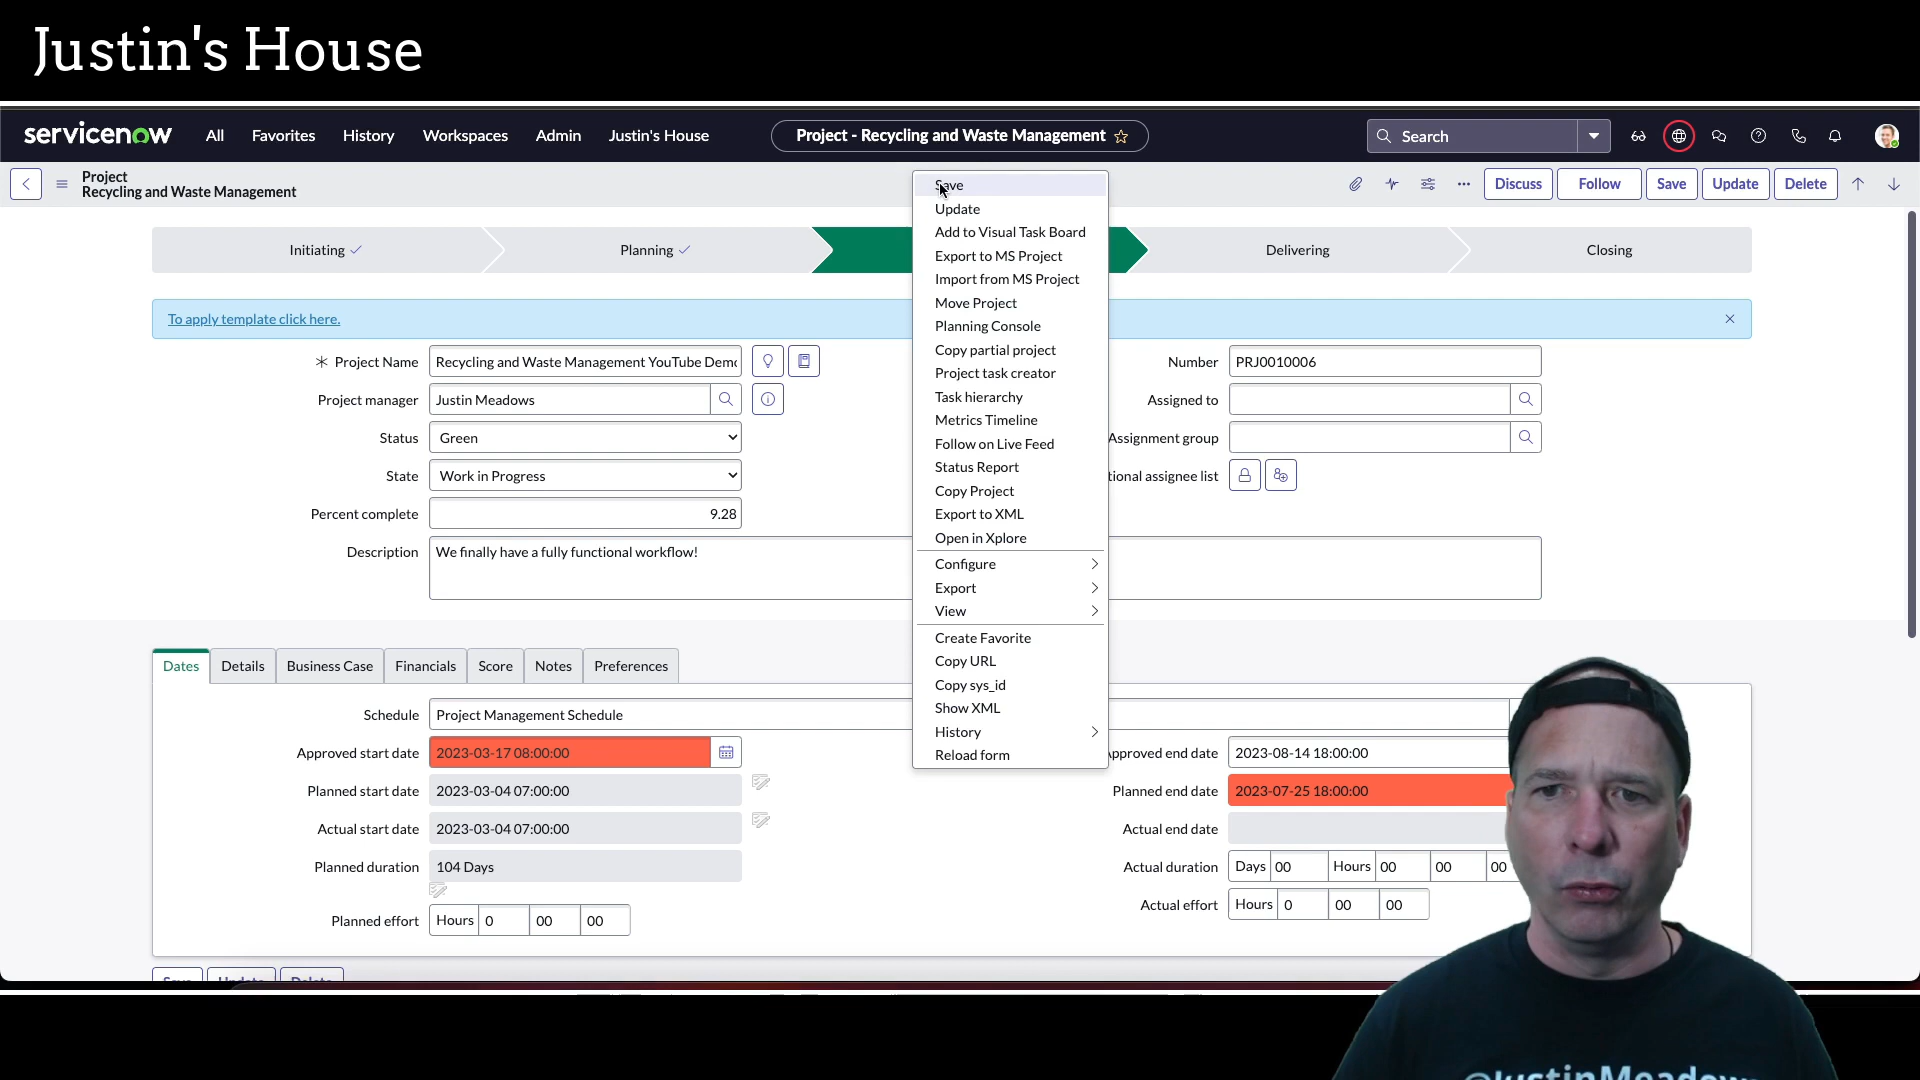 Justin's House
servicenow All Favorites History Workspaces Admin Justin's House Project - Recycling and Waste Management Search
Project
Recycling and Waste Management
Discuss Follow Save Update Delete
Initiating Planning Delivering Closing
To apply template click here.
Project Name Recycling and Waste Management YouTube Demo
Number PRJ0010006
Project manager Justin Meadows
Assigned to
Status Green
Assignment group
State Work in Progress
tional assignee list
Percent complete 9.28
Description We finally have a fully functional workflow!
Save
Update
Add to Visual Task Board
Export to MS Project
Import from MS Project
Move Project
Planning Console
Copy partial project
Project task creator
Task hierarchy
Metrics Timeline
Follow on Live Feed
Status Report
Copy Project
Export to XML
Open in Xplore
Configure
Export
View
Create Favorite
Copy URL
Copy sys_id
Show XML
History
Reload form
Dates Details Business Case Financials Score Notes Preferences
Schedule Project Management Schedule
Approved start date 2023-03-17 08:00:00
Approved end date 2023-08-14 18:00:00
Planned start date 2023-03-04 07:00:00
Planned end date 2023-07-25 18:00:00
Actual start date 2023-03-04 07:00:00
Actual end date
Planned duration 104 Days
Actual duration Days 00 Hours 00 00 00
Planned effort Hours 0 00 00
Actual effort Hours 0 00 00
Save Update Delete
@JustinMeadow